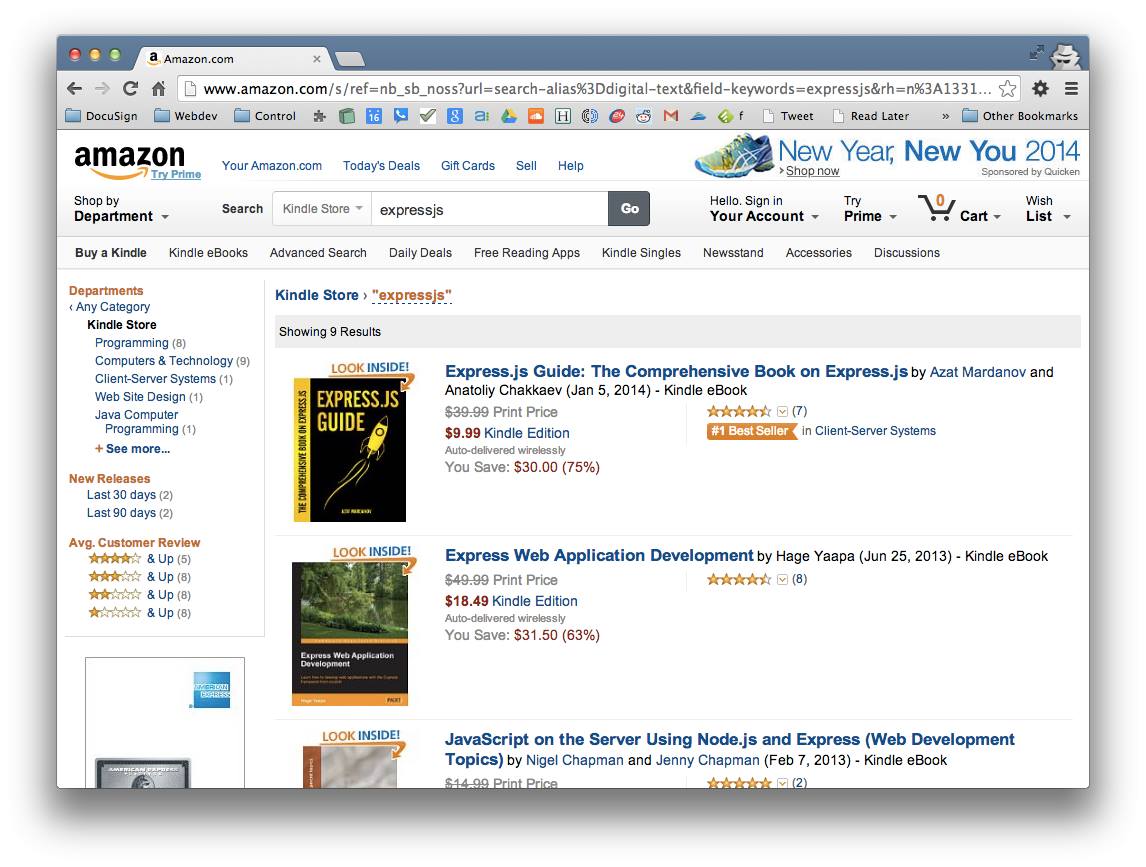 Amazon.com
www.amazon.com/s/ref=nb_sb_noss?url=search-alias%3Ddigital-text&field-keywords=expressjs&rh=n%3A1331...
DocuSign Webdev Control 16 8 a: H M f Tweet Read Later » Other Bookmarks
amazon
Try Prime
Your Amazon.com Today's Deals Gift Cards Sell Help
New Year, New You 2014
Shop now
Sponsored by Quicken
Shop by
Department
Search
Kindle Store
expressjs
Go
Hello. Sign in
Your Account
Try
Prime
0
Cart
Wish
List
Buy a Kindle Kindle eBooks Advanced Search Daily Deals Free Reading Apps Kindle Singles Newsstand Accessories Discussions
Departments
‹ Any Category
Kindle Store
Programming (8)
Computers & Technology (9)
Client-Server Systems (1)
Web Site Design (1)
Java Computer
Programming (1)
+ See more...
New Releases
Last 30 days (2)
Last 90 days (2)
Avg. Customer Review
& Up (5)
& Up (8)
& Up (8)
& Up (8)
AMERICAN EXPRESS
AMERICAN EXPRESS
Kindle Store › "expressjs"
Showing 9 Results
LOOK INSIDE!
THE COMPREHENSIVE BOOK ON EXPRESS.JS
EXPRESS.JS
GUIDE
AZAT MARDANOV
Express.js Guide: The Comprehensive Book on Express.js by Azat Mardanov and
Anatoliy Chakkaev (Jan 5, 2014) - Kindle eBook
$39.99 Print Price
$9.99 Kindle Edition
Auto-delivered wirelessly
You Save: $30.00 (75%)
(7)
#1 Best Seller in Client-Server Systems
LOOK INSIDE!
Express Web Application
Development
Learn how to develop web applications with the Express
framework from scratch
Hage Yaapa
PACKT
Express Web Application Development by Hage Yaapa (Jun 25, 2013) - Kindle eBook
$49.99 Print Price
$18.49 Kindle Edition
Auto-delivered wirelessly
You Save: $31.50 (63%)
(8)
LOOK INSIDE!
JavaScript on the Server Using Node.js and Express (Web Development
Topics) by Nigel Chapman and Jenny Chapman (Feb 7, 2013) - Kindle eBook
$14.99 Print Price
(2)